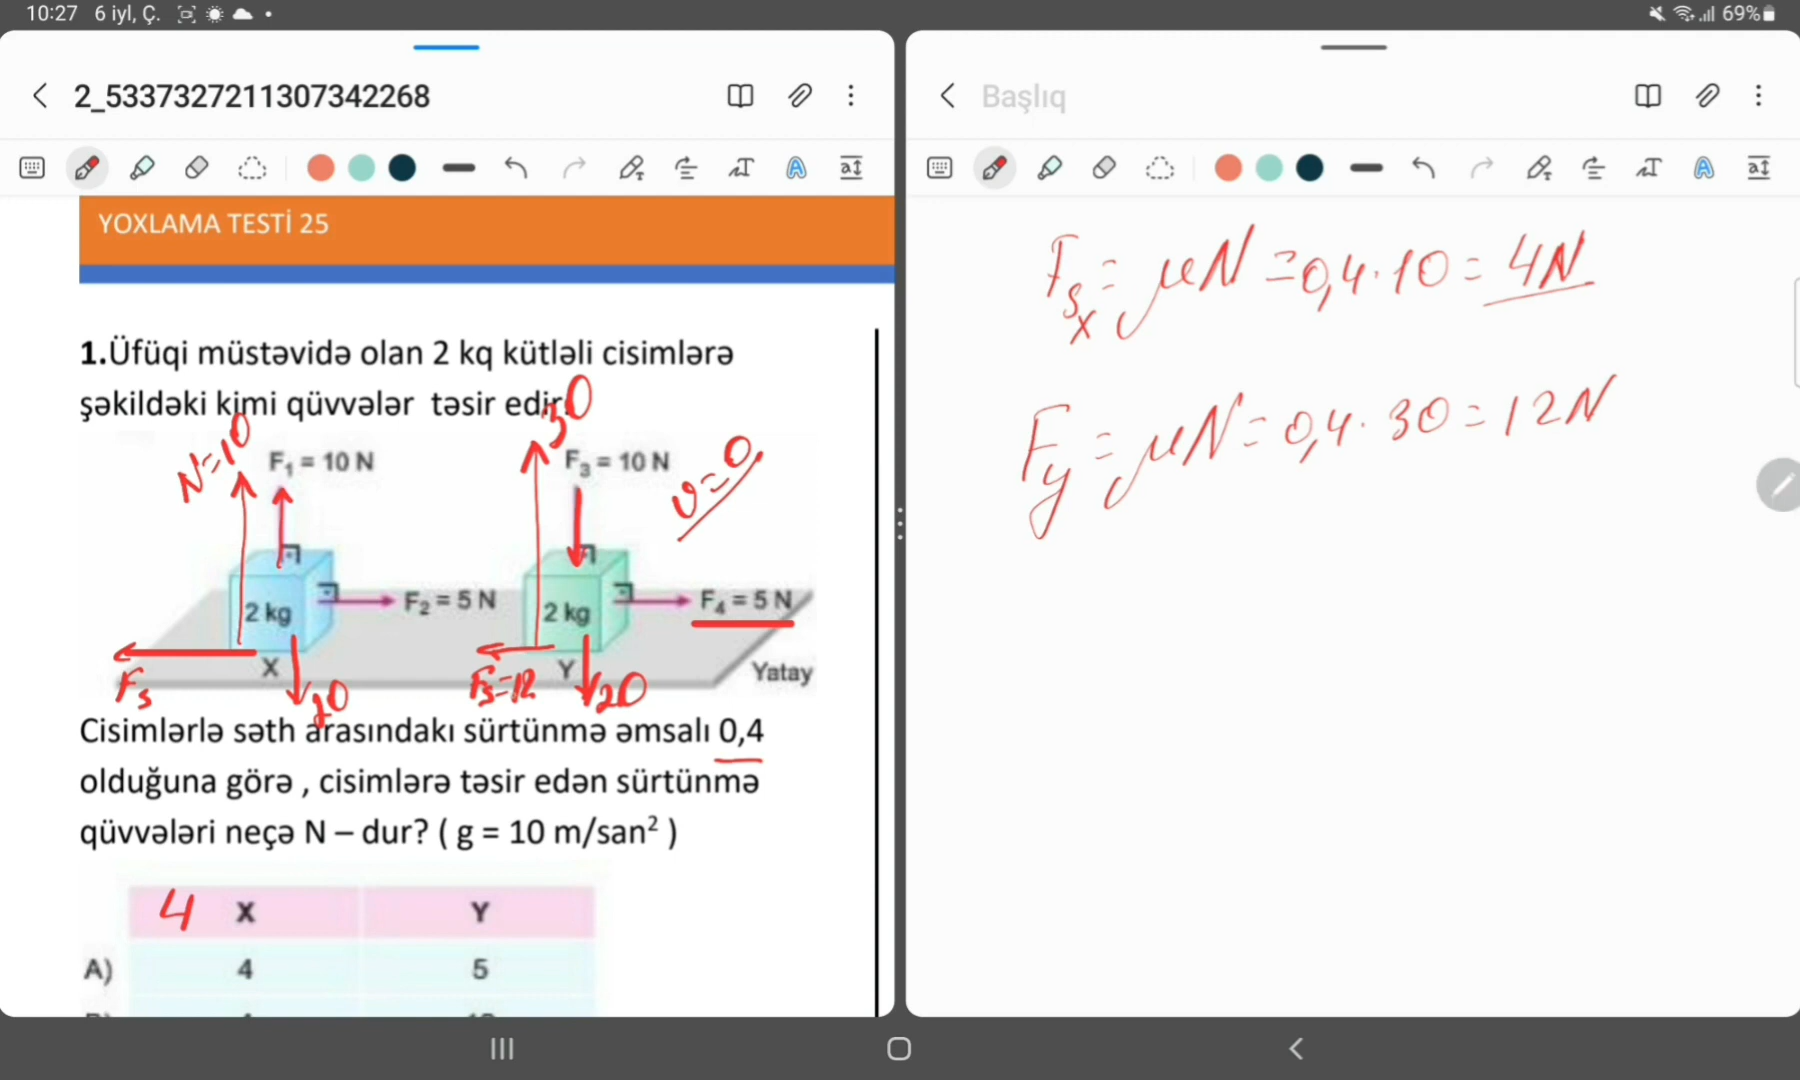 10:27 6 iyl, Ç. 69%
2_5337327211307342268
Başlıq
YOXLAMA TESTİ 25
1.Üfüqi müstəvidə olan 2 kq kütləli cisimlərə
şəkildəki kimi qüvvələr təsir edir.
N=10
F₁ = 10 N
30
F₃ = 10 N
υ=0
2 kg
F₂ = 5 N
2 kg
F₄ = 5 N
Fs
X
20
Fs=12
Y
20
Yatay
Cisimlərlə səth arasındakı sürtünmə əmsalı 0,4
olduğuna görə , cisimlərə təsir edən sürtünmə
qüvvələri neçə N – dur? ( g = 10 m/san² )
4 X Y
A) 4 5
Fsx = μN = 0,4·10 = 4N
Fy = μN = 0,4·30 = 12N